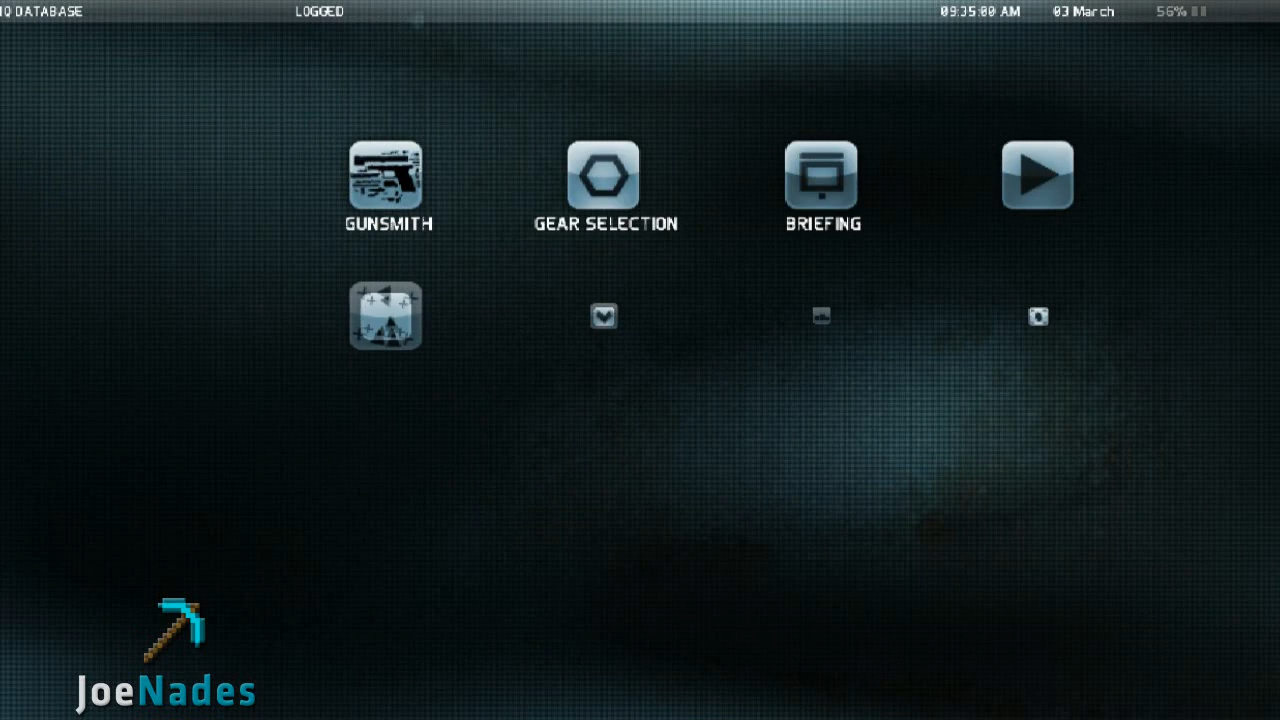 IQ DATABASE
LOGGED
09:35:00 AM
03 March
56%
GUNSMITH
GEAR SELECTION
BRIEFING
JoeNades